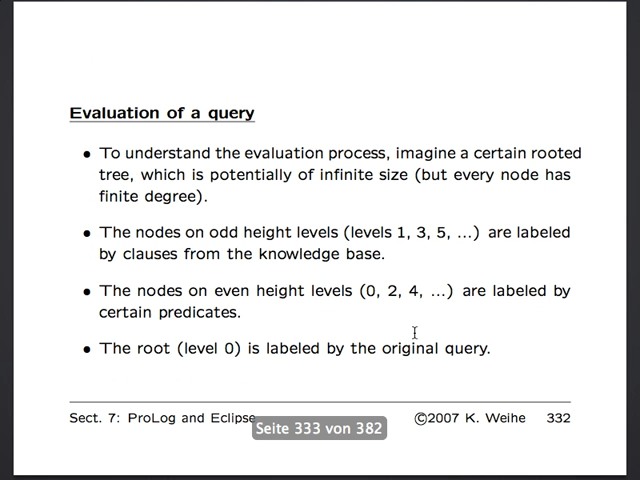 Evaluation of a query
• To understand the evaluation process, imagine a certain rooted
tree, which is potentially of infinite size (but every node has
finite degree).
• The nodes on odd height levels (levels 1, 3, 5, ...) are labeled
by clauses from the knowledge base.
• The nodes on even height levels (0, 2, 4, ...) are labeled by
certain predicates.
• The root (level 0) is labeled by the original query.
Sect. 7: ProLog and Eclipse ©2007 K. Weihe 332
Seite 333 von 382